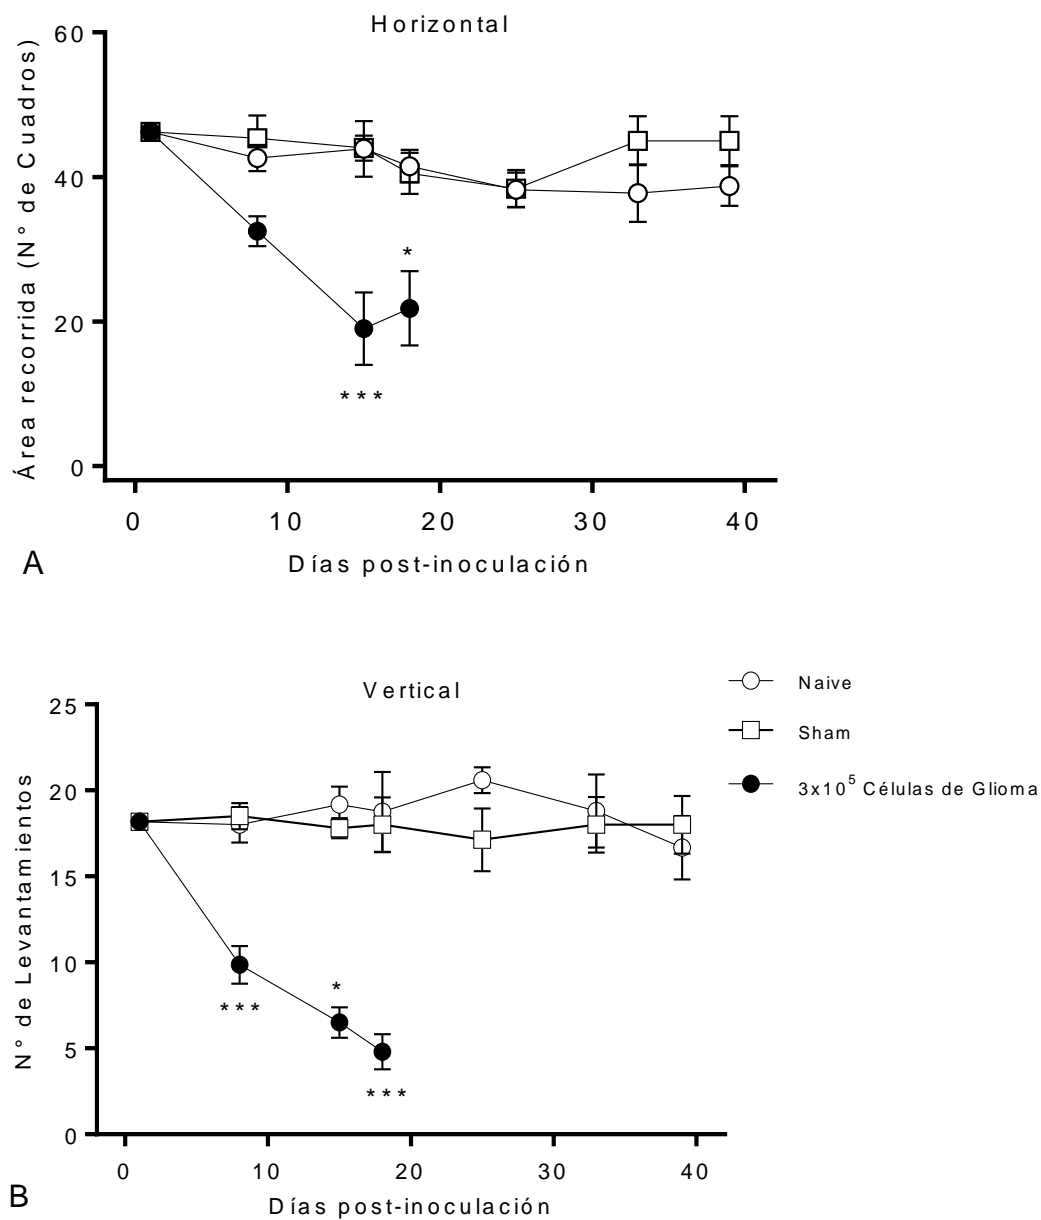 Horizontal
Área recorrida (N° de Cuadros)
60
40
20
0
*
***
0 10 20 30 40
Días post-inoculación
A
Vertical
N° de Levantamientos
25
20
15
10
5
0
***
*
***
0 10 20 30 40
Días post-inoculación
B
Naive
Sham
3x10⁵ Células de Glioma